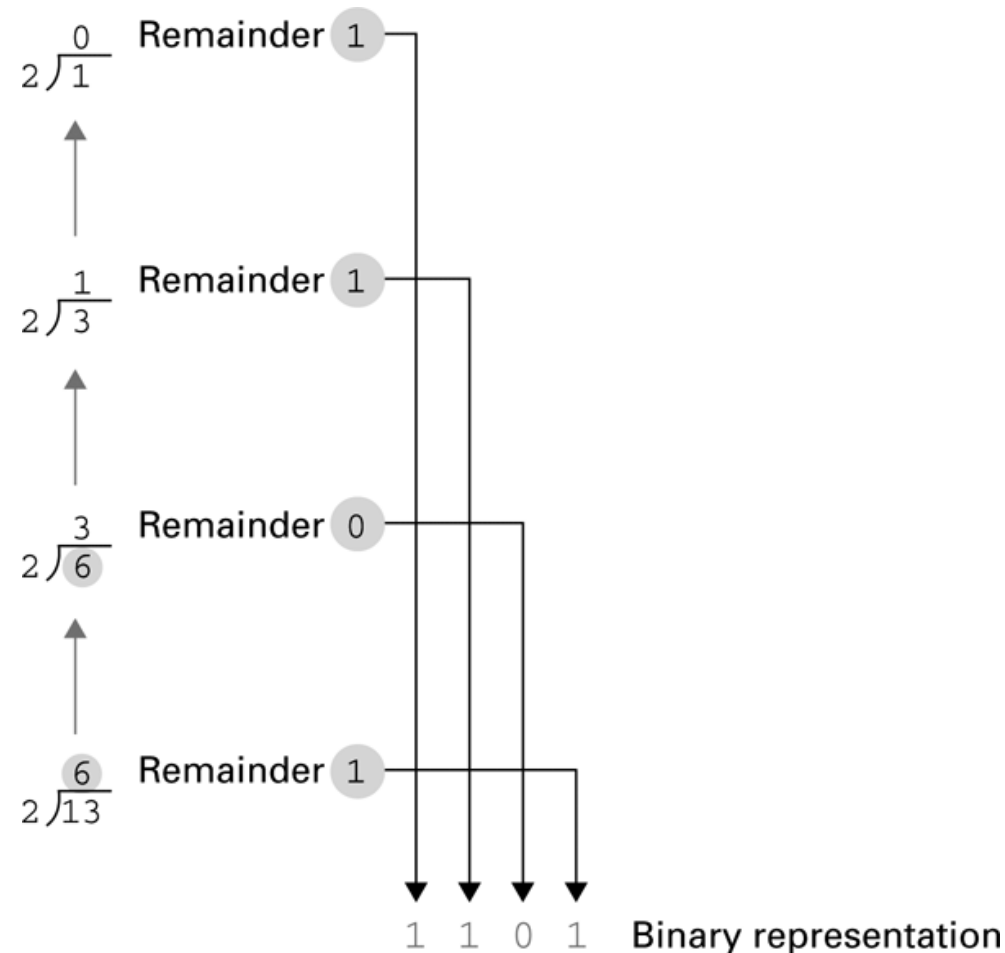 0 Remainder 1
2 1
1 Remainder 1
2 3
3 Remainder 0
2 6
6 Remainder 1
2 13
1 1 0 1 Binary representation